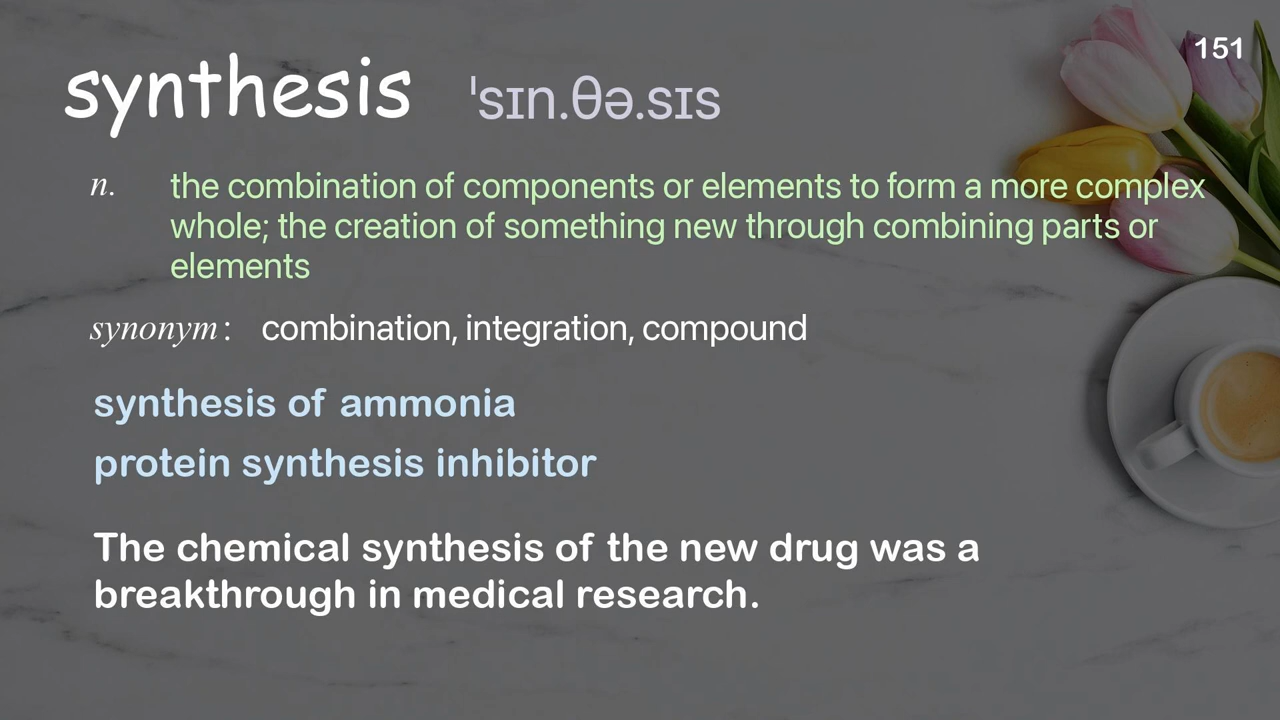 151
synthesis ˈsɪn.θə.sɪs
n. the combination of components or elements to form a more complex
whole; the creation of something new through combining parts or
elements
synonym: combination, integration, compound
synthesis of ammonia
protein synthesis inhibitor
The chemical synthesis of the new drug was a
breakthrough in medical research.